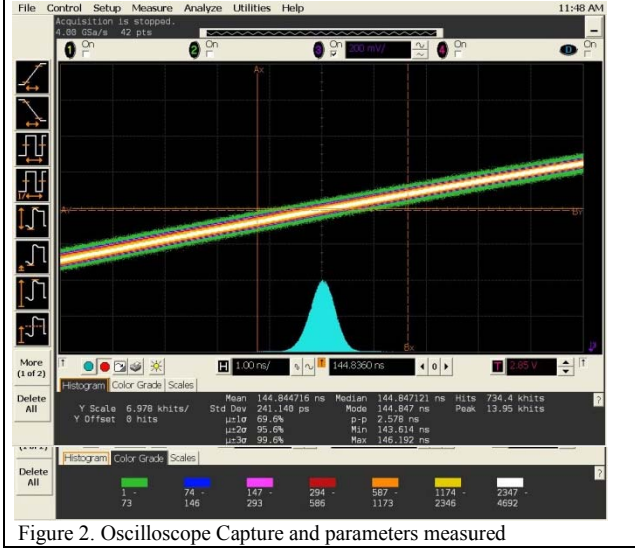 File Control Setup Measure Analyze Utilities Help 11:48 AM
Acquisition is stopped.
4.00 GSa/s 42 pts
1 On 2 On 3 On 200 mV/ 4 On D On
Ax
Ay By
Bx
More
(1 of 2)
Delete
All
H 1.00 ns/ 144.8360 ns 0 T 2.85 V
Histogram Color Grade Scales
Mean 144.844716 ns Median 144.847121 ns Hits 734.4 khits
Y Scale 6.978 khits/ Std Dev 241.140 ps Mode 144.847 ns Peak 13.95 khits
Y Offset 0 hits μ±1σ 69.6% p-p 2.578 ns
μ±2σ 95.6% Min 143.614 ns
μ±3σ 99.6% Max 146.192 ns
?
Histogram Color Grade Scales
Delete
All
?
1 - 74 - 147 - 294 - 587 - 1174 - 2347 -
73 146 293 586 1173 2346 4692
Figure 2. Oscilloscope Capture and parameters measured